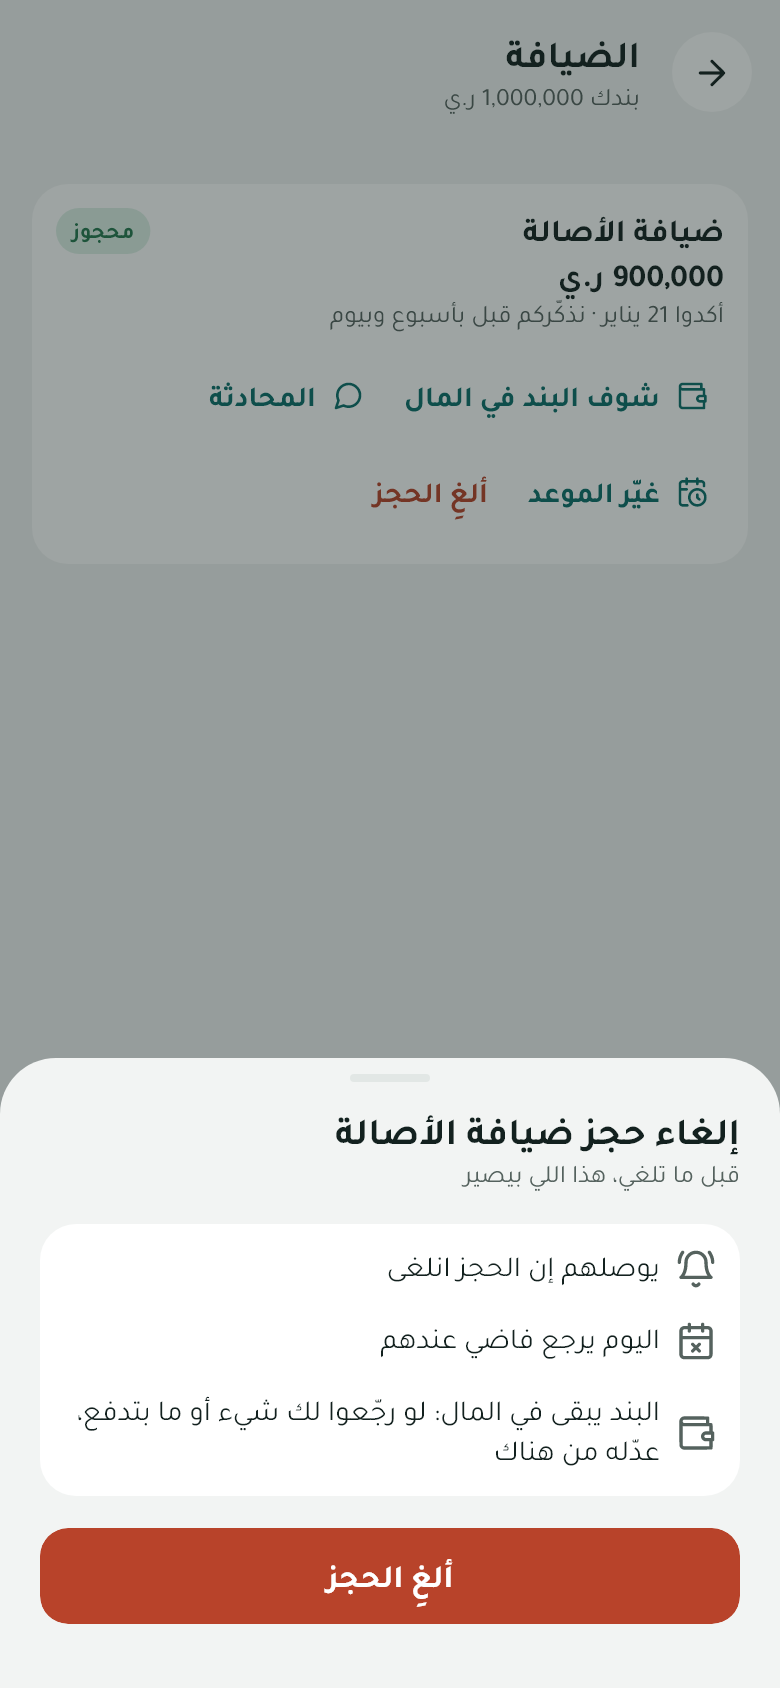 الضيافة
بندك 1,000,000 ر.ي
ضيافة الأصالة
محجوز
900,000 ر.ي
أكدوا 21 يناير · نذكّركم قبل بأسبوع وبيوم
شوف البند في المال
المحادثة
غيّر الموعد
ألغِ الحجز
إلغاء حجز ضيافة الأصالة
قبل ما تلغي، هذا اللي بيصير
يوصلهم إن الحجز انلغى
اليوم يرجع فاضي عندهم
البند يبقى في المال: لو رجّعوا لك شيء أو ما بتدفع،
عدّله من هناك
ألغِ الحجز